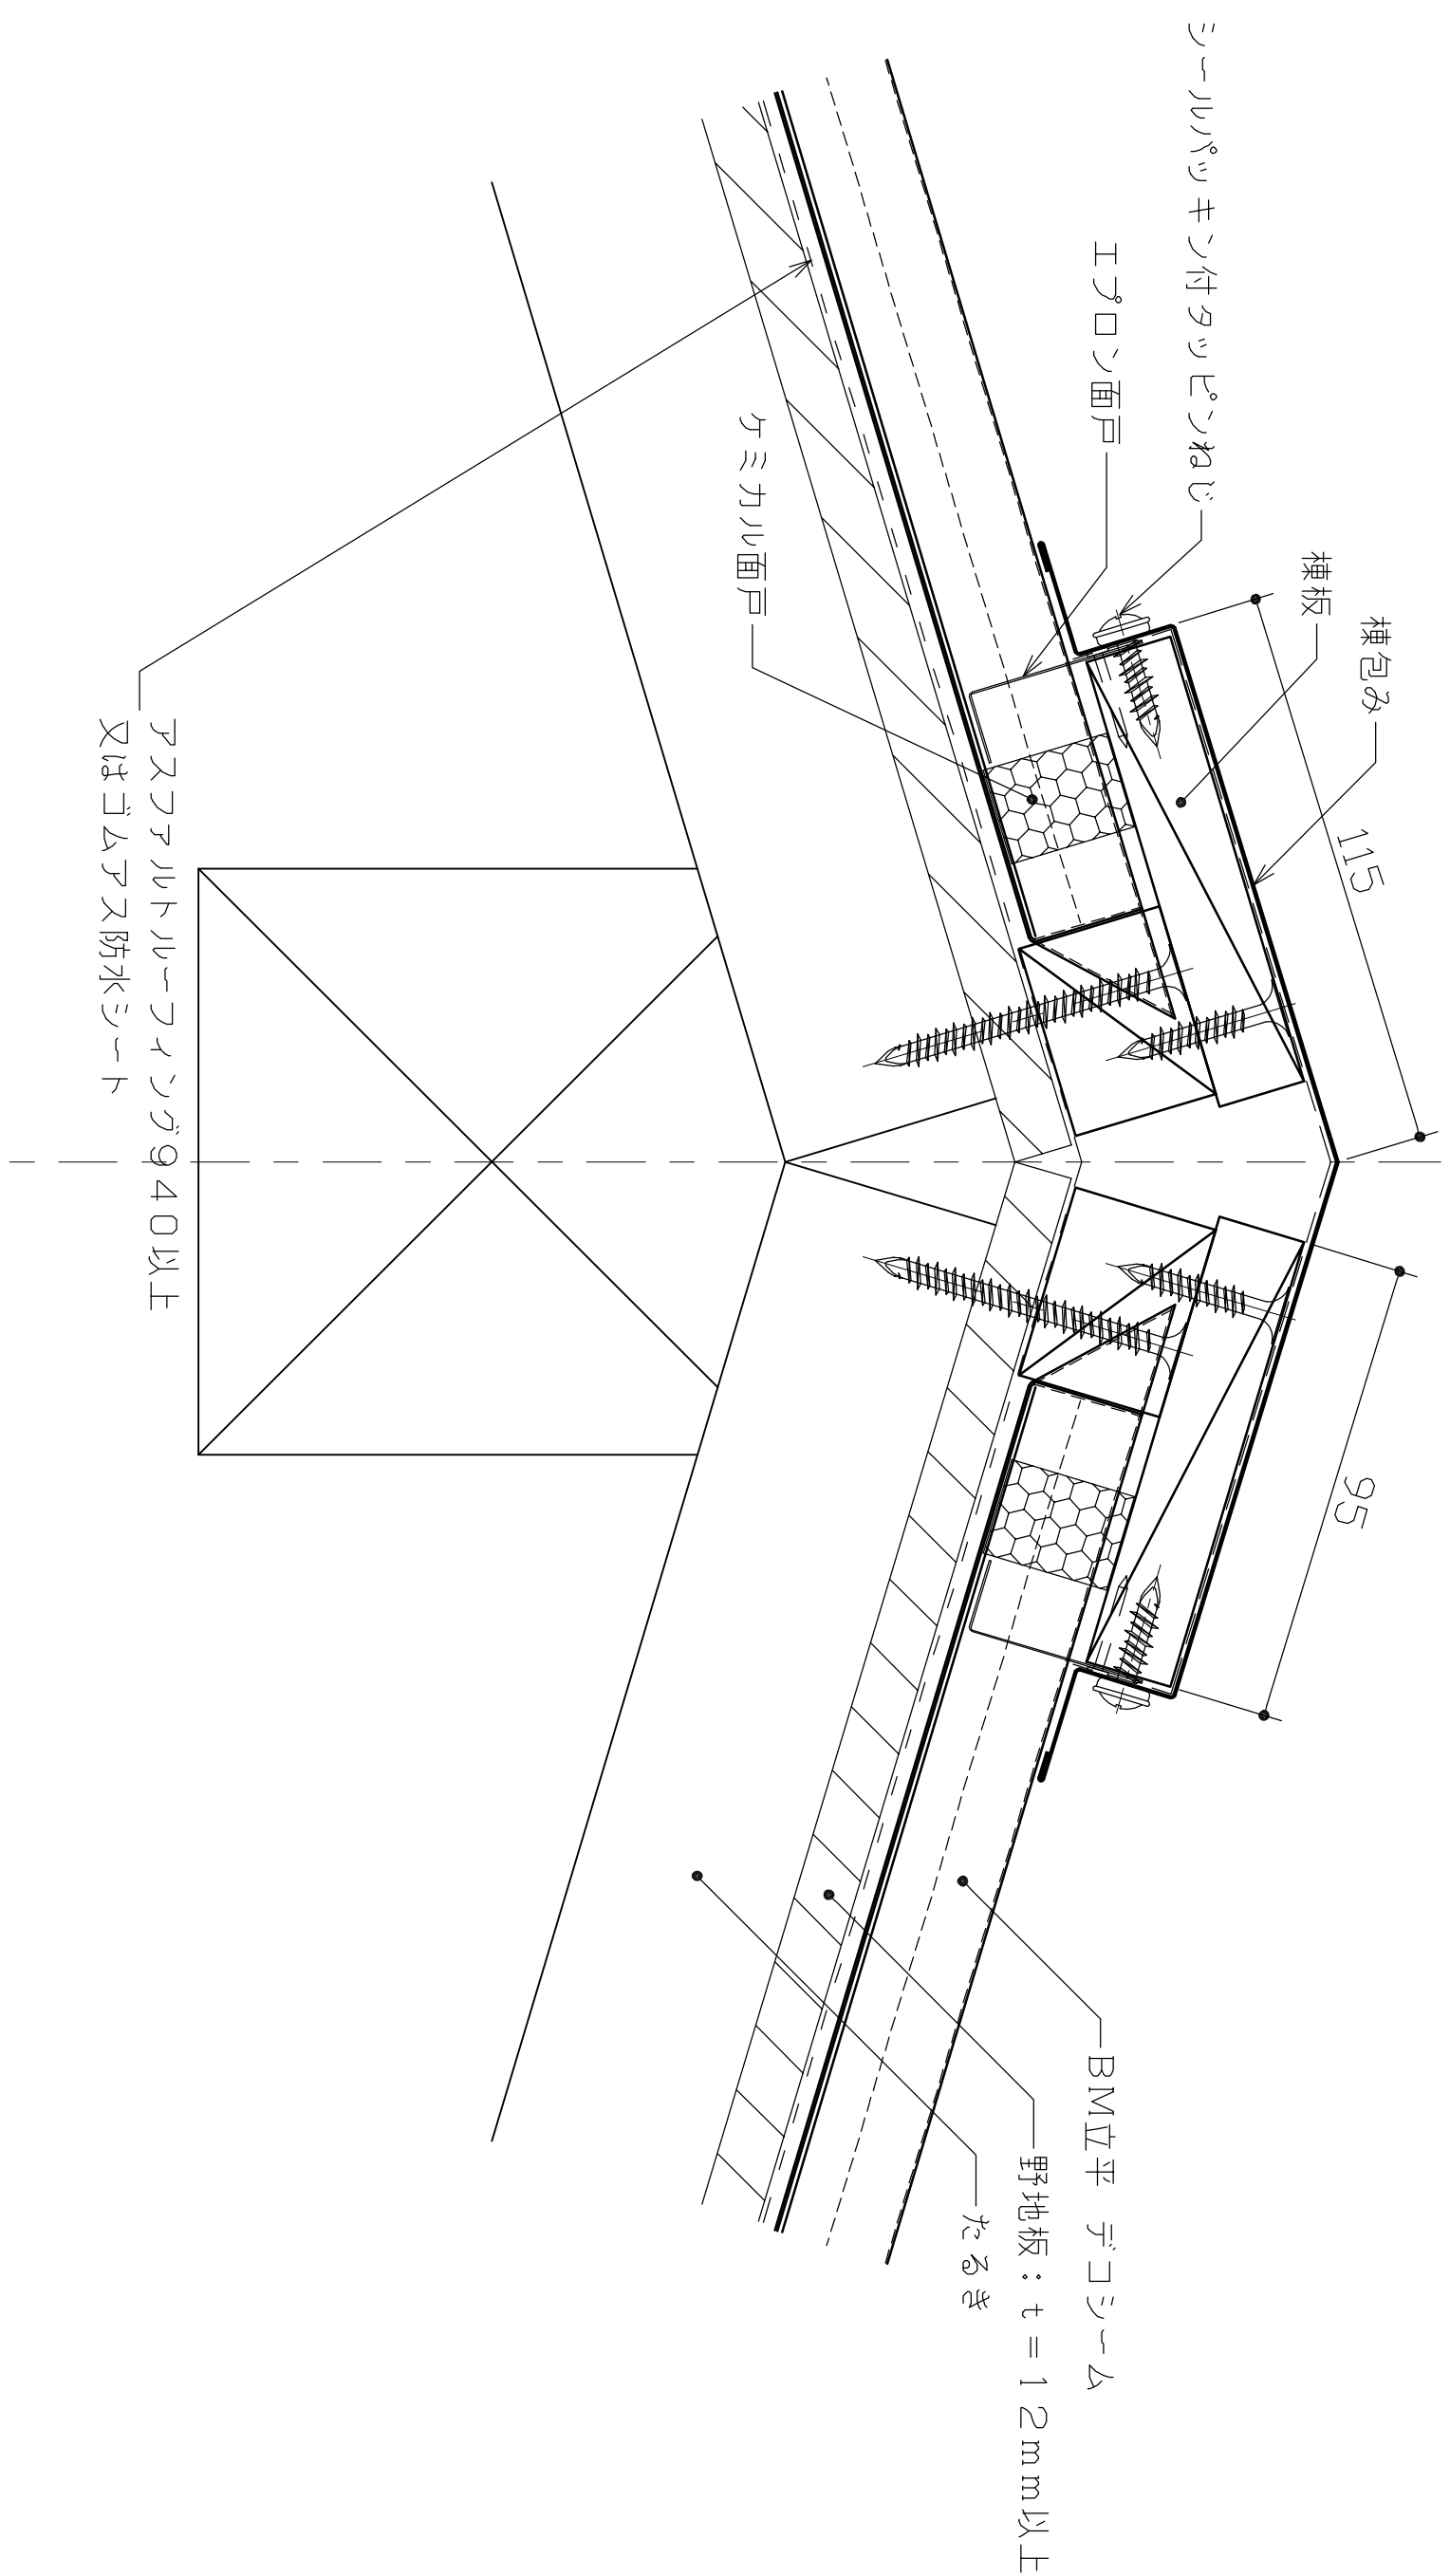 シールパッキン付タッピンねじ
エプロン面戸
ケミカル面戸
棟板
棟包み
115
95
アスファルトルーフィング940以上
又はゴムアス防水シート
BM立平 デコシーム
野地板：t＝12mm以上
たるき